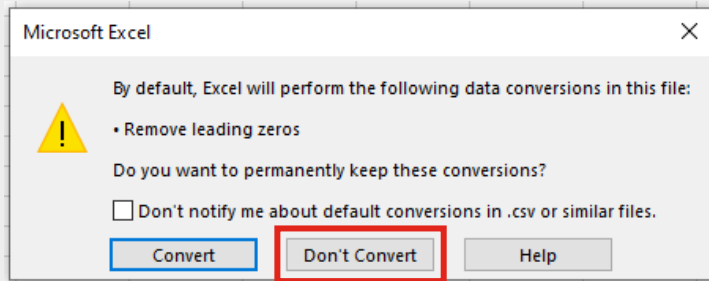 Microsoft Excel
By default, Excel will perform the following data conversions in this file:
• Remove leading zeros
Do you want to permanently keep these conversions?
Don't notify me about default conversions in .csv or similar files.
Convert Don't Convert Help